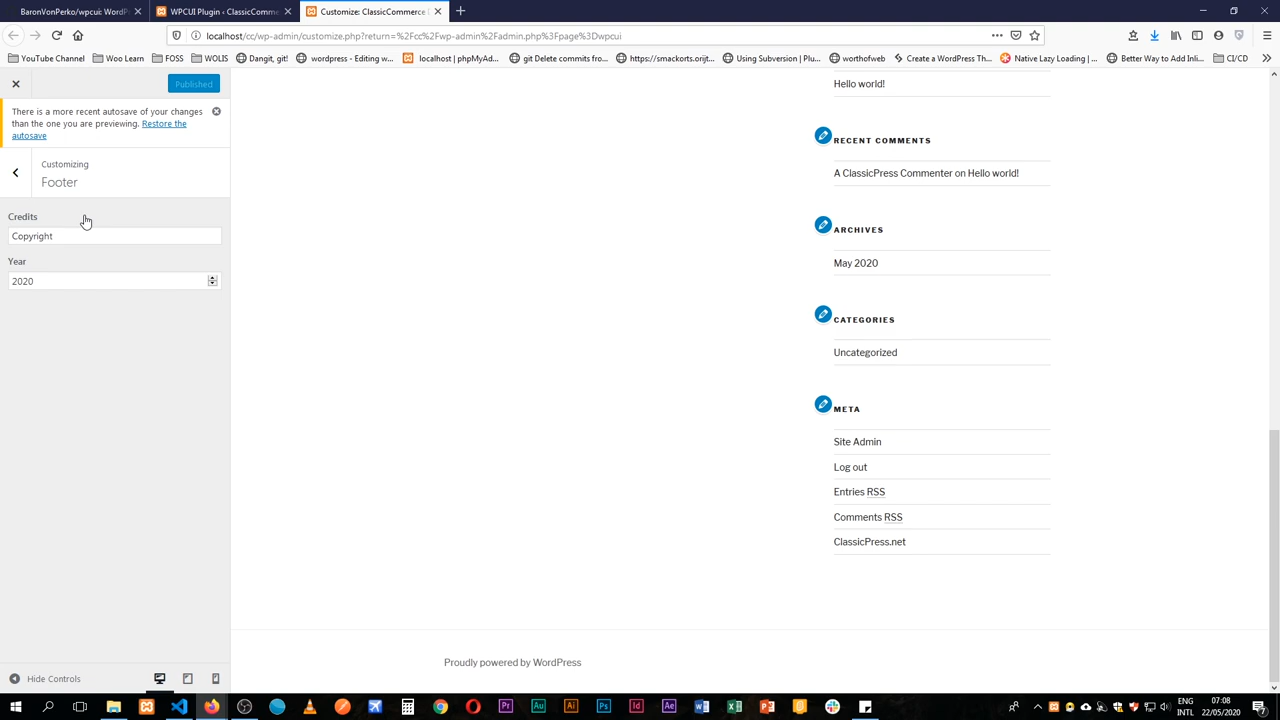 BaronVonPerko/wpcui: WordP
WPCUI Plugin ‹ ClassicComme
Customize: ClassicCommerce
localhost/cc/wp-admin/customize.php?return=%2Fcc%2Fwp-admin%2Fadmin.php%3Fpage%3Dwpcui
YouTube Channel
Woo Learn
FOSS
WOLIS
Dangit, git!
wordpress - Editing w...
localhost | phpMyAd...
git Delete commits fro...
https://smackorts.orijt...
Using Subversion | Plu...
worthofweb
Create a WordPress Th...
Native Lazy Loading | ...
Better Way to Add Inli...
CI/CD
Published
There is a more recent autosave of your changes
than the one you are previewing. Restore the
autosave
Customizing
Footer
Credits
Copyright
Year
2020
Hide Controls
Hello world!
RECENT COMMENTS
A ClassicPress Commenter on Hello world!
ARCHIVES
May 2020
CATEGORIES
Uncategorized
META
Site Admin
Log out
Entries RSS
Comments RSS
ClassicPress.net
Proudly powered by WordPress
ENG
INTL
07:08
22/05/2020